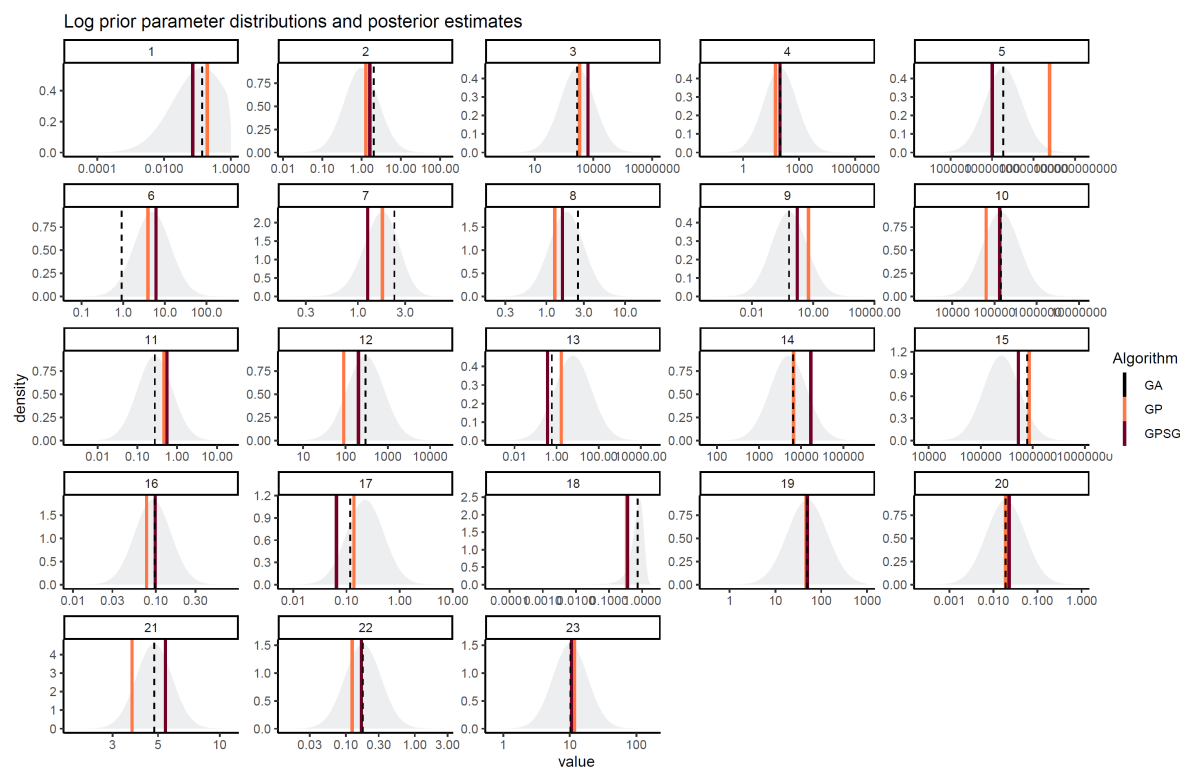 Log prior parameter distributions and posterior estimates
1 2 3 4 5
0.4 0.2 0.0
0.0001 0.0100 1.0000
0.75 0.50 0.25 0.00
0.01 0.10 1.00 10.00 100.00
0.4 0.3 0.2 0.1 0.0
10 10000 10000000
0.4 0.3 0.2 0.1 0.0
1 1000 1000000
0.4 0.3 0.2 0.1 0.0
6 7 8 9 10
0.75 0.50 0.25 0.00
0.1 1.0 10.0 100.0
2.0 1.5 1.0 0.5 0.0
0.3 1.0 3.0
1.5 1.0 0.5 0.0
0.3 1.0 3.0 10.0
0.4 0.3 0.2 0.1 0.0
0.01 10.00 10000.00
0.75 0.50 0.25 0.00
10000
11 12 13 14 15
0.75 0.50 0.25 0.00
0.01 0.10 1.00 10.00
0.75 0.50 0.25 0.00
10 100 1000 10000
0.4 0.3 0.2 0.1 0.0
0.01 1.00
0.75 0.50 0.25 0.00
100 1000 10000 100000
1.2 0.9 0.6 0.3 0.0
10000 100000
density
Algorithm
GA
GP
GPSG
16 17 18 19 20
1.5 1.0 0.5 0.0
0.01 0.03 0.10 0.30
1.2 0.9 0.6 0.3 0.0
0.01 0.10 1.00 10.00
2.5 2.0 1.5 1.0 0.5 0.0
0.75 0.50 0.25 0.00
1 10 100 1000
0.75 0.50 0.25 0.00
0.001 0.010 0.100 1.000
21 22 23
4 3 2 1 0
3 5 10
1.5 1.0 0.5 0.0
0.03 0.10 0.30 1.00 3.00
1.5 1.0 0.5 0.0
1 10 100
value